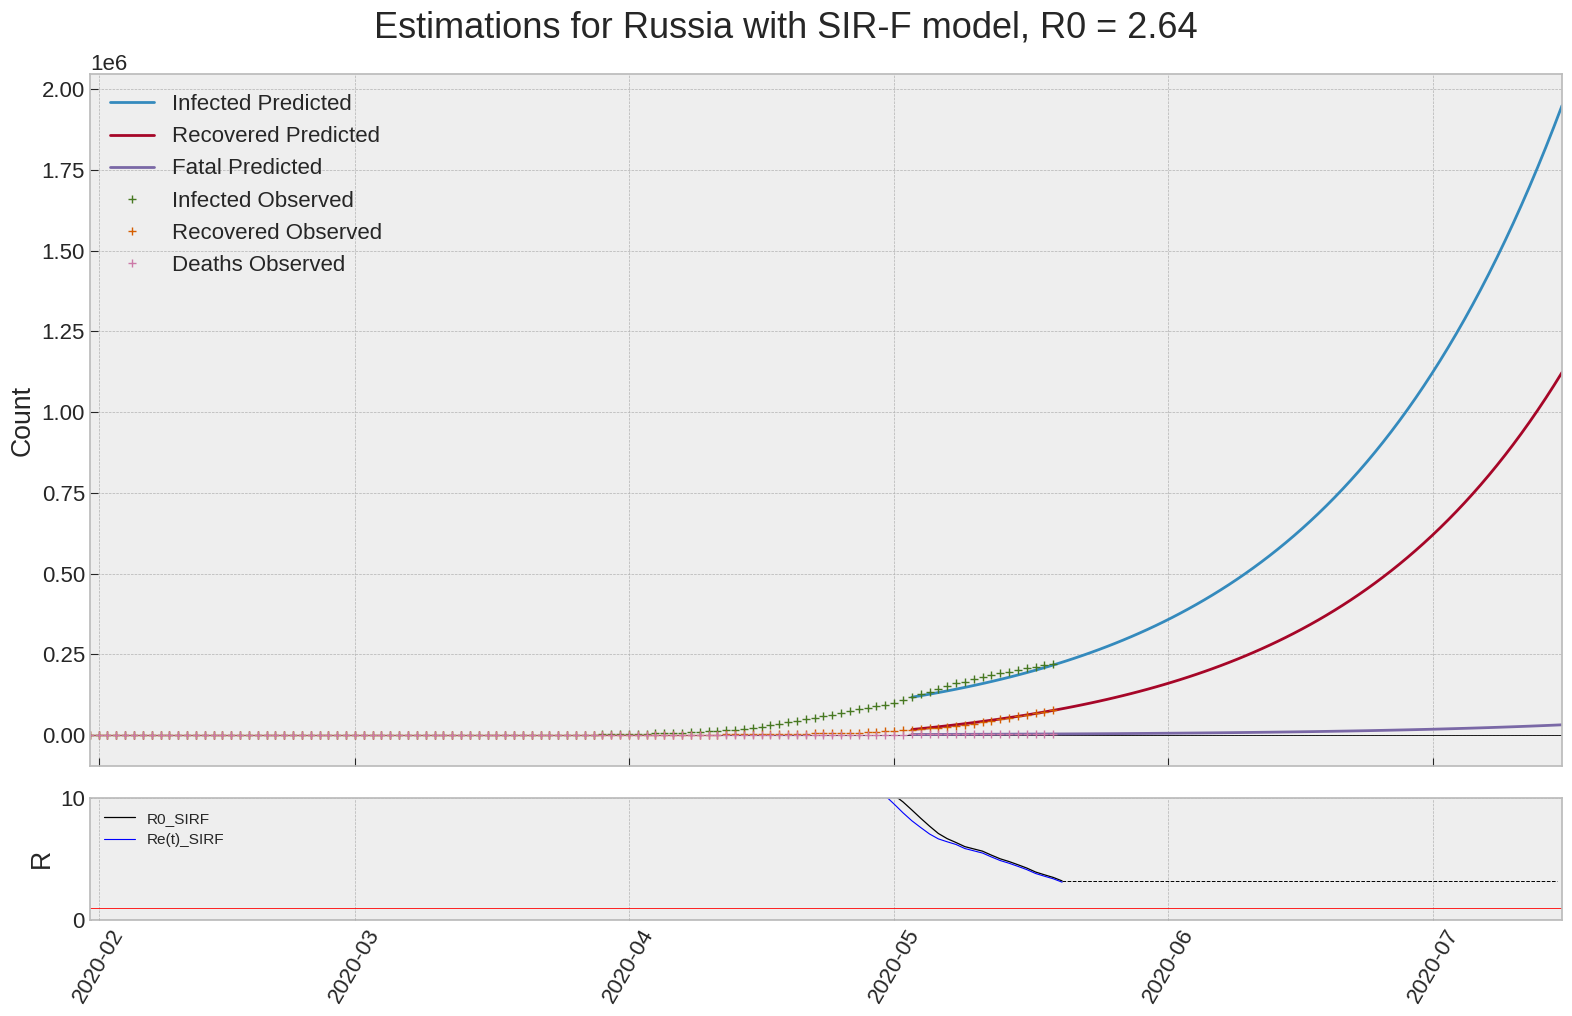 Estimations for Russia with SIR-F model, R0 = 2.64
1e6
2.00
1.75
1.50
1.25
1.00
0.75
0.50
0.25
0.00
Count
Infected Predicted
Recovered Predicted
Fatal Predicted
Infected Observed
Recovered Observed
Deaths Observed
10
0
R
R0_SIRF
Re(t)_SIRF
2020-02
2020-03
2020-04
2020-05
2020-06
2020-07